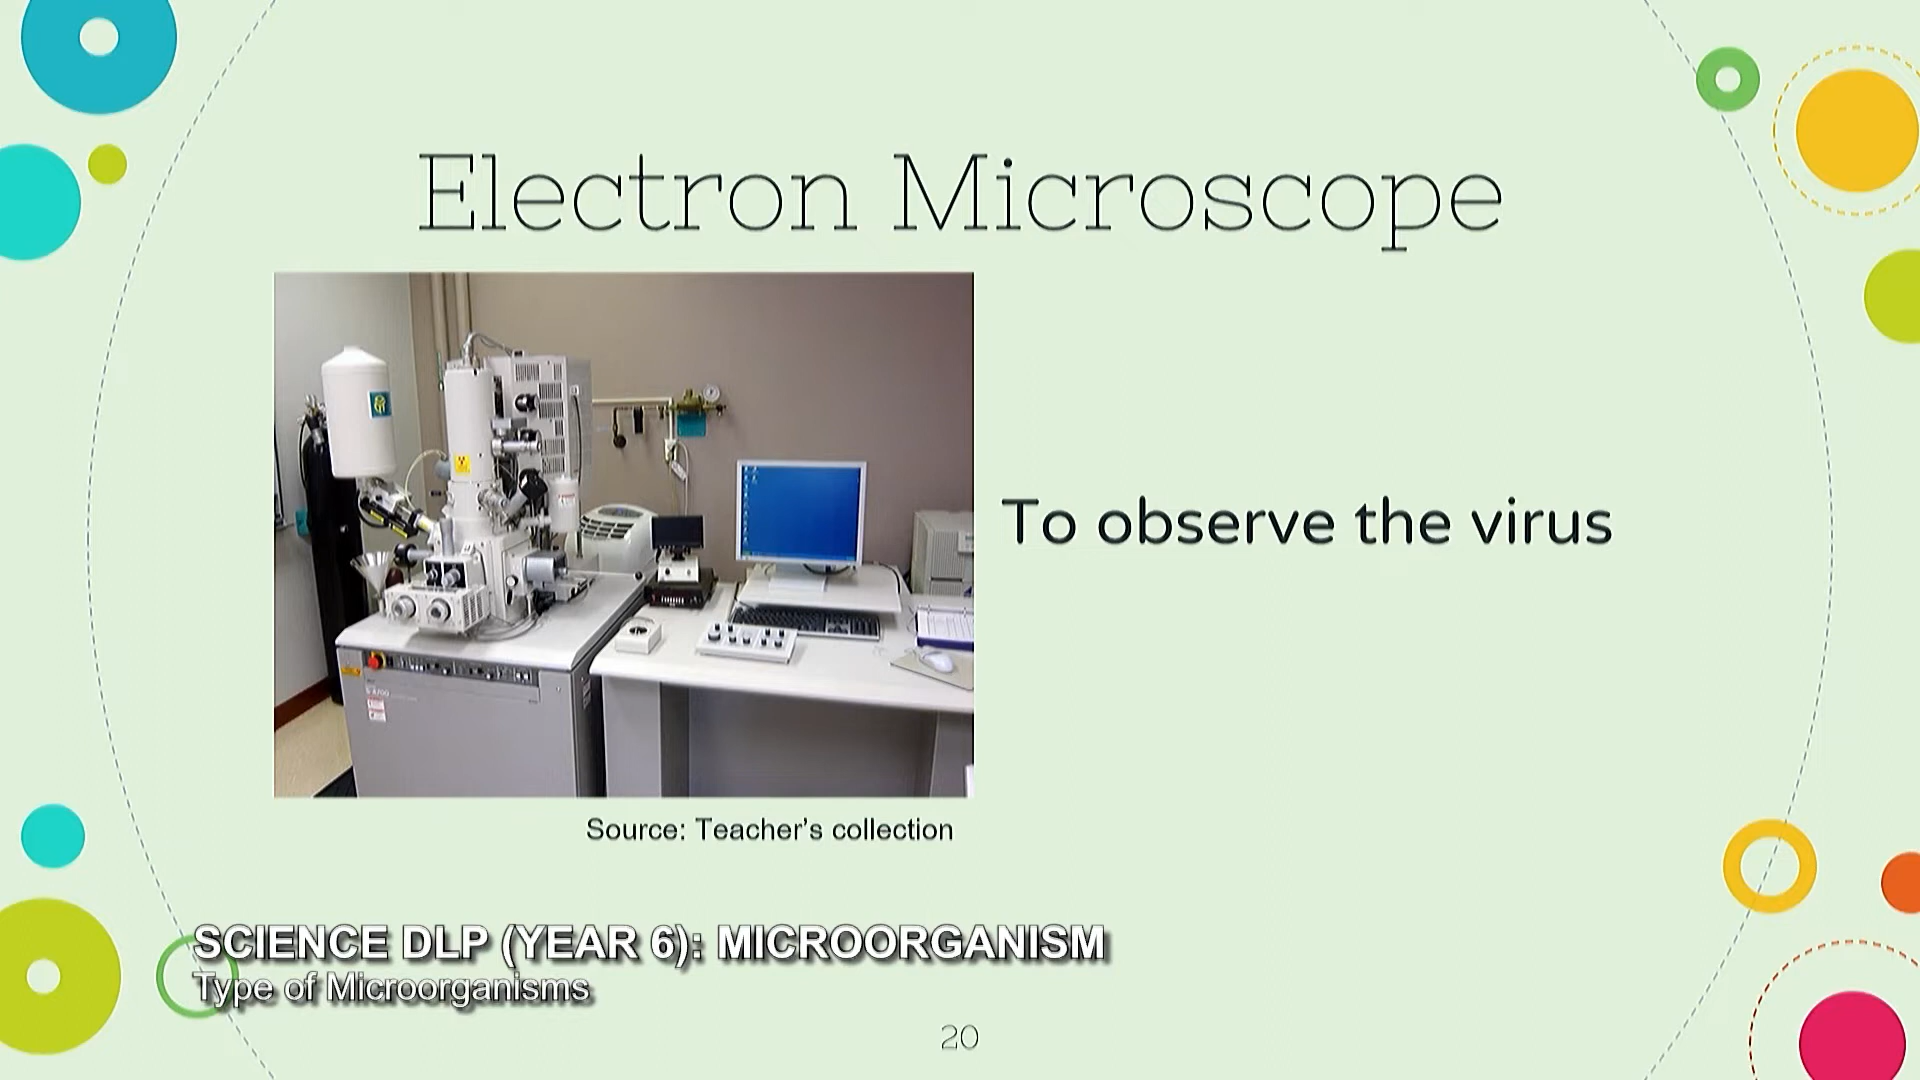 Electron Microscope
To observe the virus
Source: Teacher’s collection
SCIENCE DLP (YEAR 6): MICROORGANISM
Type of Microorganisms
20